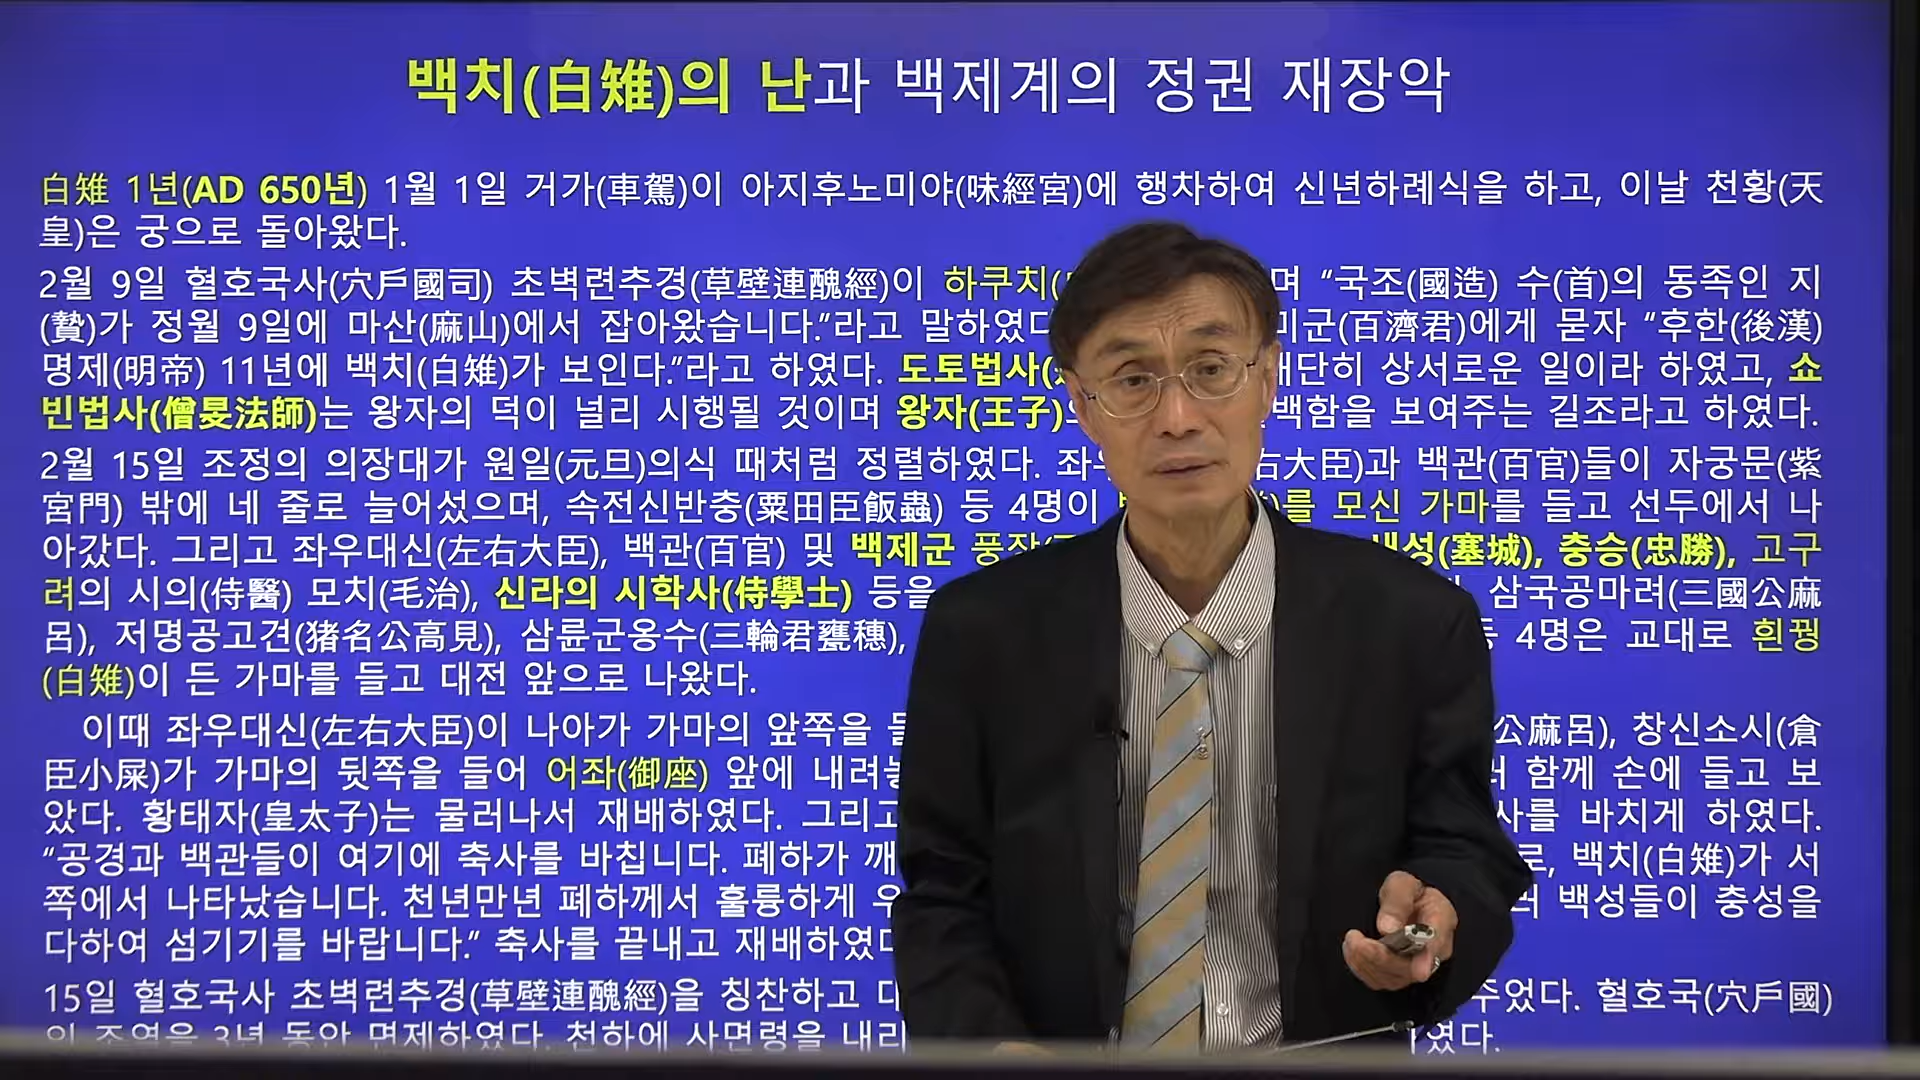 백치(白雉)의 난과 백제계의 정권 재장악
白雉 1년(AD 650년) 1월 1일 거가(車駕)이 아지후노미야(味經宮)에 행차하여 신년하례식을 하고, 이날 천황(天
皇)은 궁으로 돌아왔다.
2월 9일 혈호국사(穴戶國司) 초벽련추경(草壁連醜經)이 하쿠치( 며 “국조(國造) 수(首)의 동족인 지
(贄)가 정월 9일에 마산(麻山)에서 잡아왔습니다.”라고 말하였다 미군(百濟君)에게 묻자 “후한(後漢)
명제(明帝) 11년에 백치(白雉)가 보인다.”라고 하였다. 도토법사( 대단히 상서로운 일이라 하였고, 쇼
빈법사(僧旻法師)는 왕자의 덕이 널리 시행될 것이며 왕자(王子)의 백함을 보여주는 길조라고 하였다.
2월 15일 조정의 의장대가 원일(元旦)의식 때처럼 정렬하였다. 좌우 右大臣)과 백관(百官)들이 자궁문(紫
宮門) 밖에 네 줄로 늘어섰으며, 속전신반충(粟田臣飯蟲) 등 4명이 )를 모신 가마를 들고 선두에서 나
아갔다. 그리고 좌우대신(左右大臣), 백관(百官) 및 백제군 풍장( 새성(塞城), 충승(忠勝), 고구
려의 시의(侍醫) 모치(毛治), 신라의 시학사(侍學士) 등을 삼국공마려(三國公麻
呂), 저명공고견(猪名公高見), 삼륜군옹수(三輪君甕穗), 등 4명은 교대로 흰꿩
(白雉)이 든 가마를 들고 대전 앞으로 나왔다.
이때 좌우대신(左右大臣)이 나아가 가마의 앞쪽을 들 公麻呂), 창신소시(倉
臣小屎)가 가마의 뒷쪽을 들어 어좌(御座) 앞에 내려놓 함께 손에 들고 보
았다. 황태자(皇太子)는 물러나서 재배하였다. 그리고 사를 바치게 하였다.
“공경과 백관들이 여기에 축사를 바칩니다. 폐하가 깨 로, 백치(白雉)가 서
쪽에서 나타났습니다. 천년만년 폐하께서 훌륭하게 우 백성들이 충성을
다하여 섬기기를 바랍니다.” 축사를 끝내고 재배하였다
15일 혈호국사 초벽련추경(草壁連醜經)을 칭찬하고 대 주었다. 혈호국(穴戶國)
의 조역을 3년 동안 면제하였다. 천하에 사면령을 내리 였다.